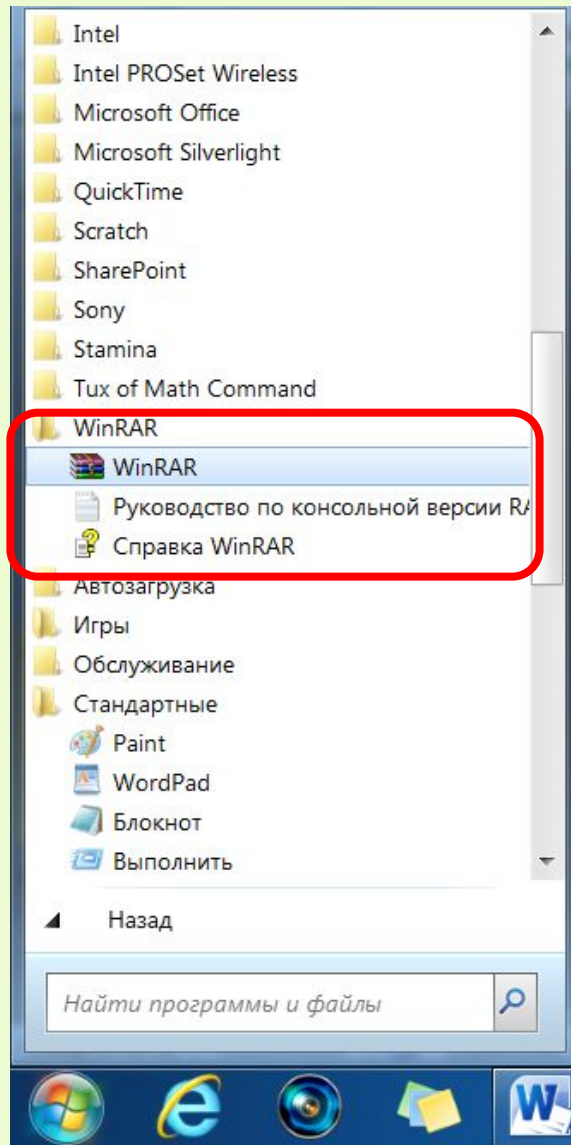 Intel
Intel PROSet Wireless
Microsoft Office
Microsoft Silverlight
QuickTime
Scratch
SharePoint
Sony
Stamina
Tux of Math Command
WinRAR
WinRAR
Руководство по консольной версии RA
Справка WinRAR
Автозагрузка
Игры
Обслуживание
Стандартные
Paint
WordPad
Блокнот
Выполнить
Назад
Найти программы и файлы
W